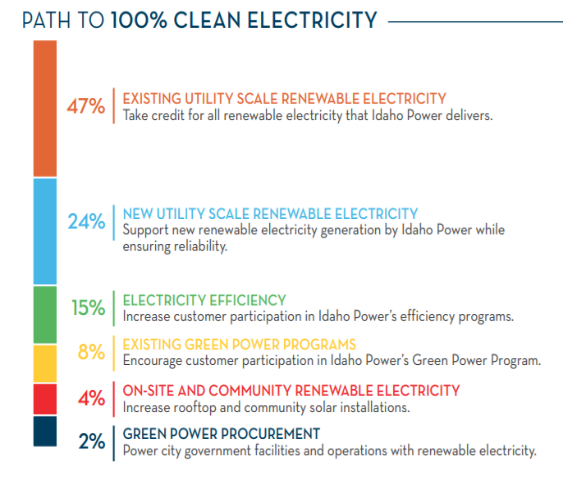 PATH TO 100% CLEAN ELECTRICITY
47%
EXISTING UTILITY SCALE RENEWABLE ELECTRICITY
Take credit for all renewable electricity that Idaho Power delivers.
24%
NEW UTILITY SCALE RENEWABLE ELECTRICITY
Support new renewable electricity generation by Idaho Power while
ensuring reliability.
15%
ELECTRICITY EFFICIENCY
Increase customer participation in Idaho Power's efficiency programs.
8%
EXISTING GREEN POWER PROGRAMS
Encourage customer participation in Idaho Power's Green Power Program.
4%
ON-SITE AND COMMUNITY RENEWABLE ELECTRICITY
Increase rooftop and community solar installations.
2%
GREEN POWER PROCUREMENT
Power city government facilities and operations with renewable electricity.